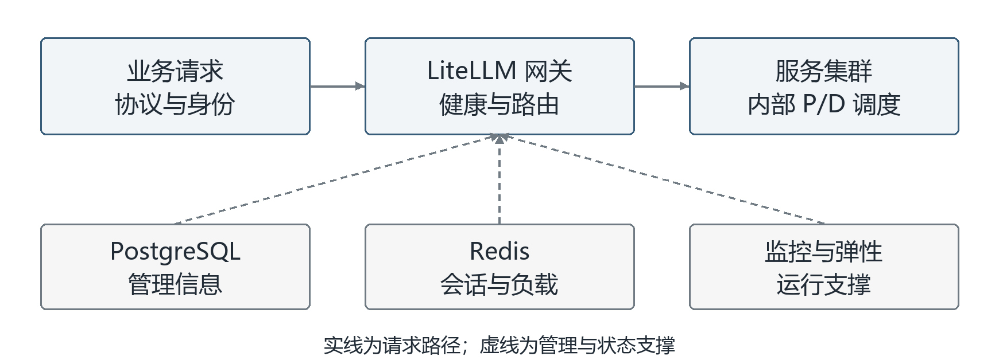 业务请求
协议与身份
LiteLLM 网关
健康与路由
服务集群
内部 P/D 调度
PostgreSQL
管理信息
Redis
会话与负载
监控与弹性
运行支撑
实线为请求路径；虚线为管理与状态支撑